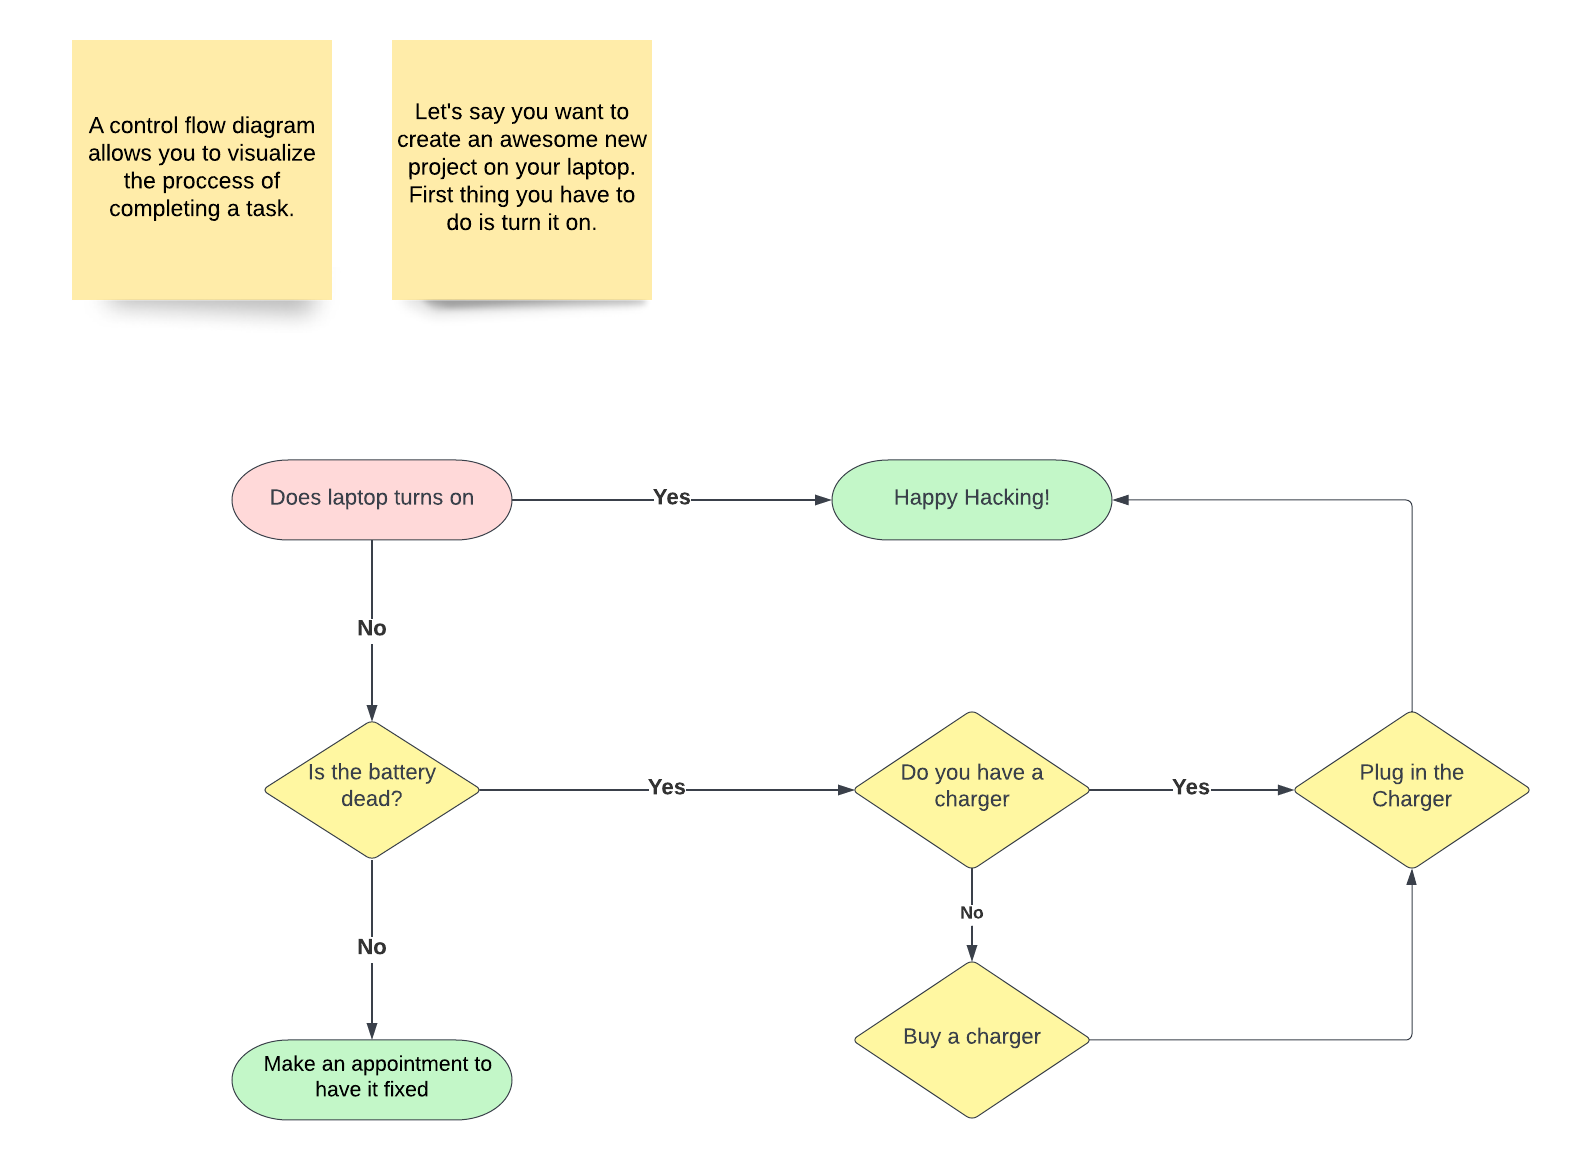 A control flow diagram
allows you to visualize
the proccess of
completing a task.
Let's say you want to
create an awesome new
project on your laptop.
First thing you have to
do is turn it on.
Does laptop turns on
Yes
Happy Hacking!
No
Is the battery
dead?
Yes
Do you have a
charger
Yes
Plug in the
Charger
No
No
Buy a charger
Make an appointment to
have it fixed